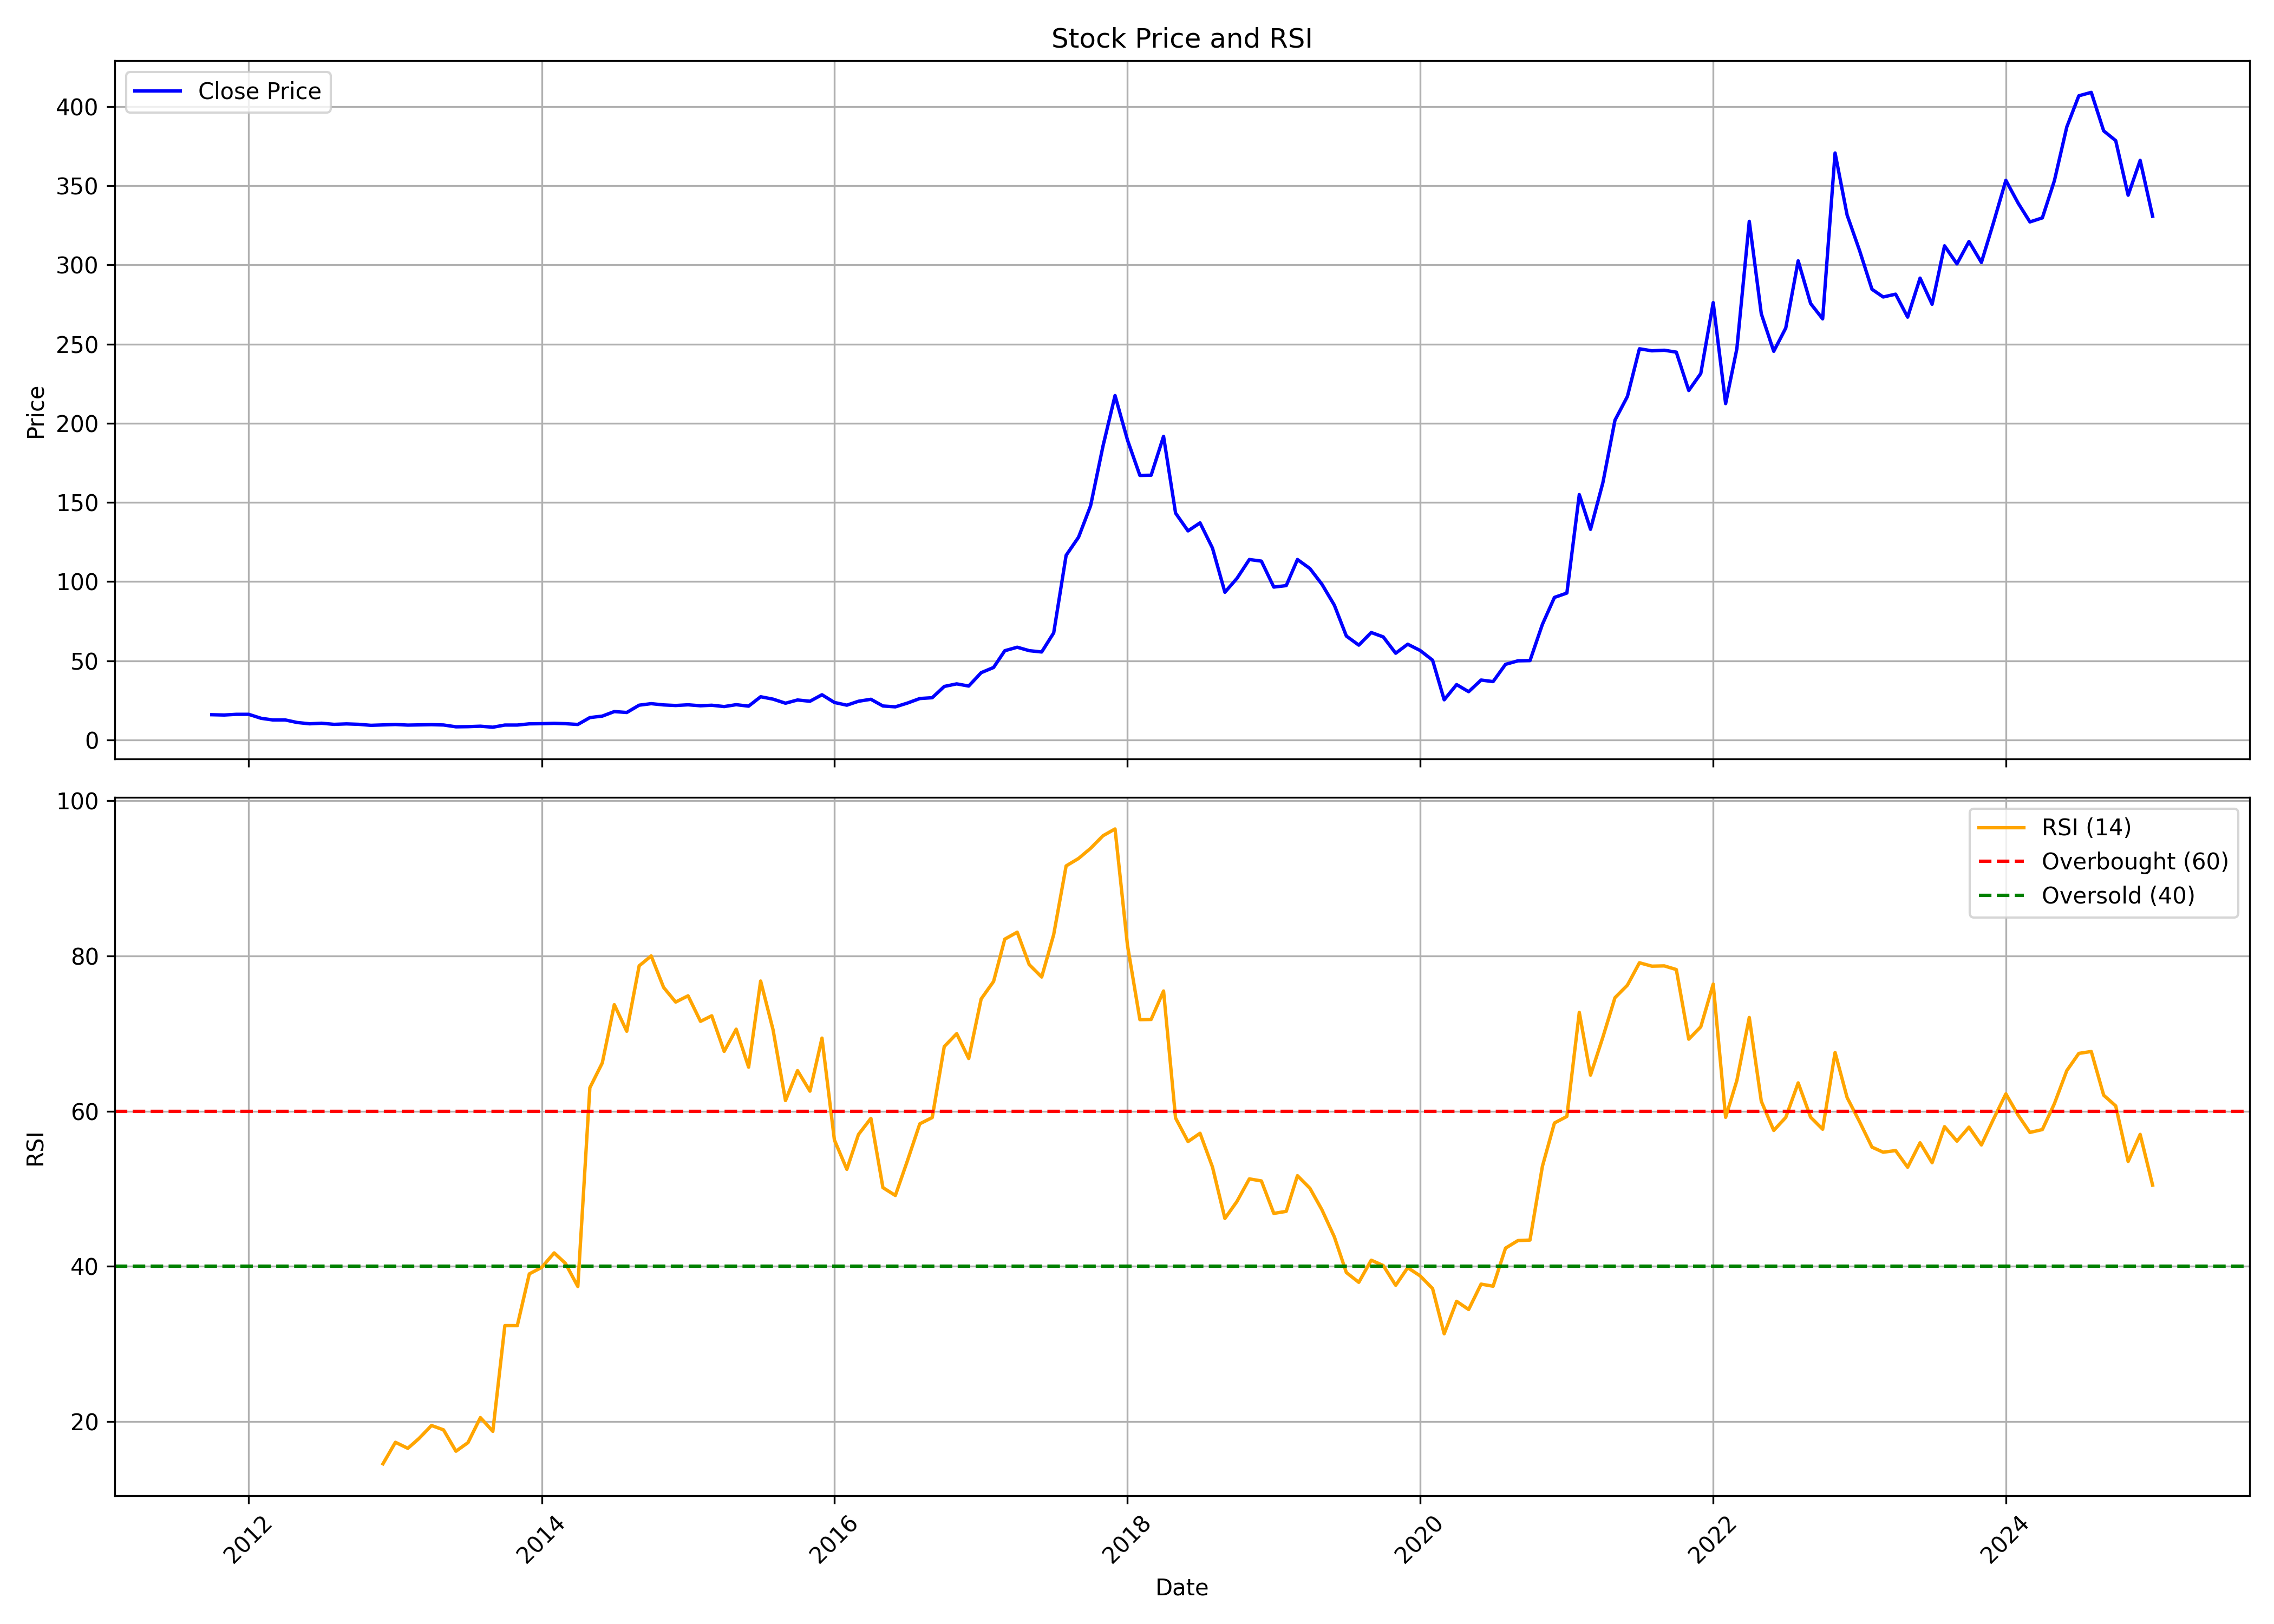 Stock Price and RSI
Close Price
400
350
300
250
200
150
100
50
0
Price
100
80
60
40
20
RSI
RSI (14)
Overbought (60)
Oversold (40)
2012
2014
2016
2018
2020
2022
2024
Date